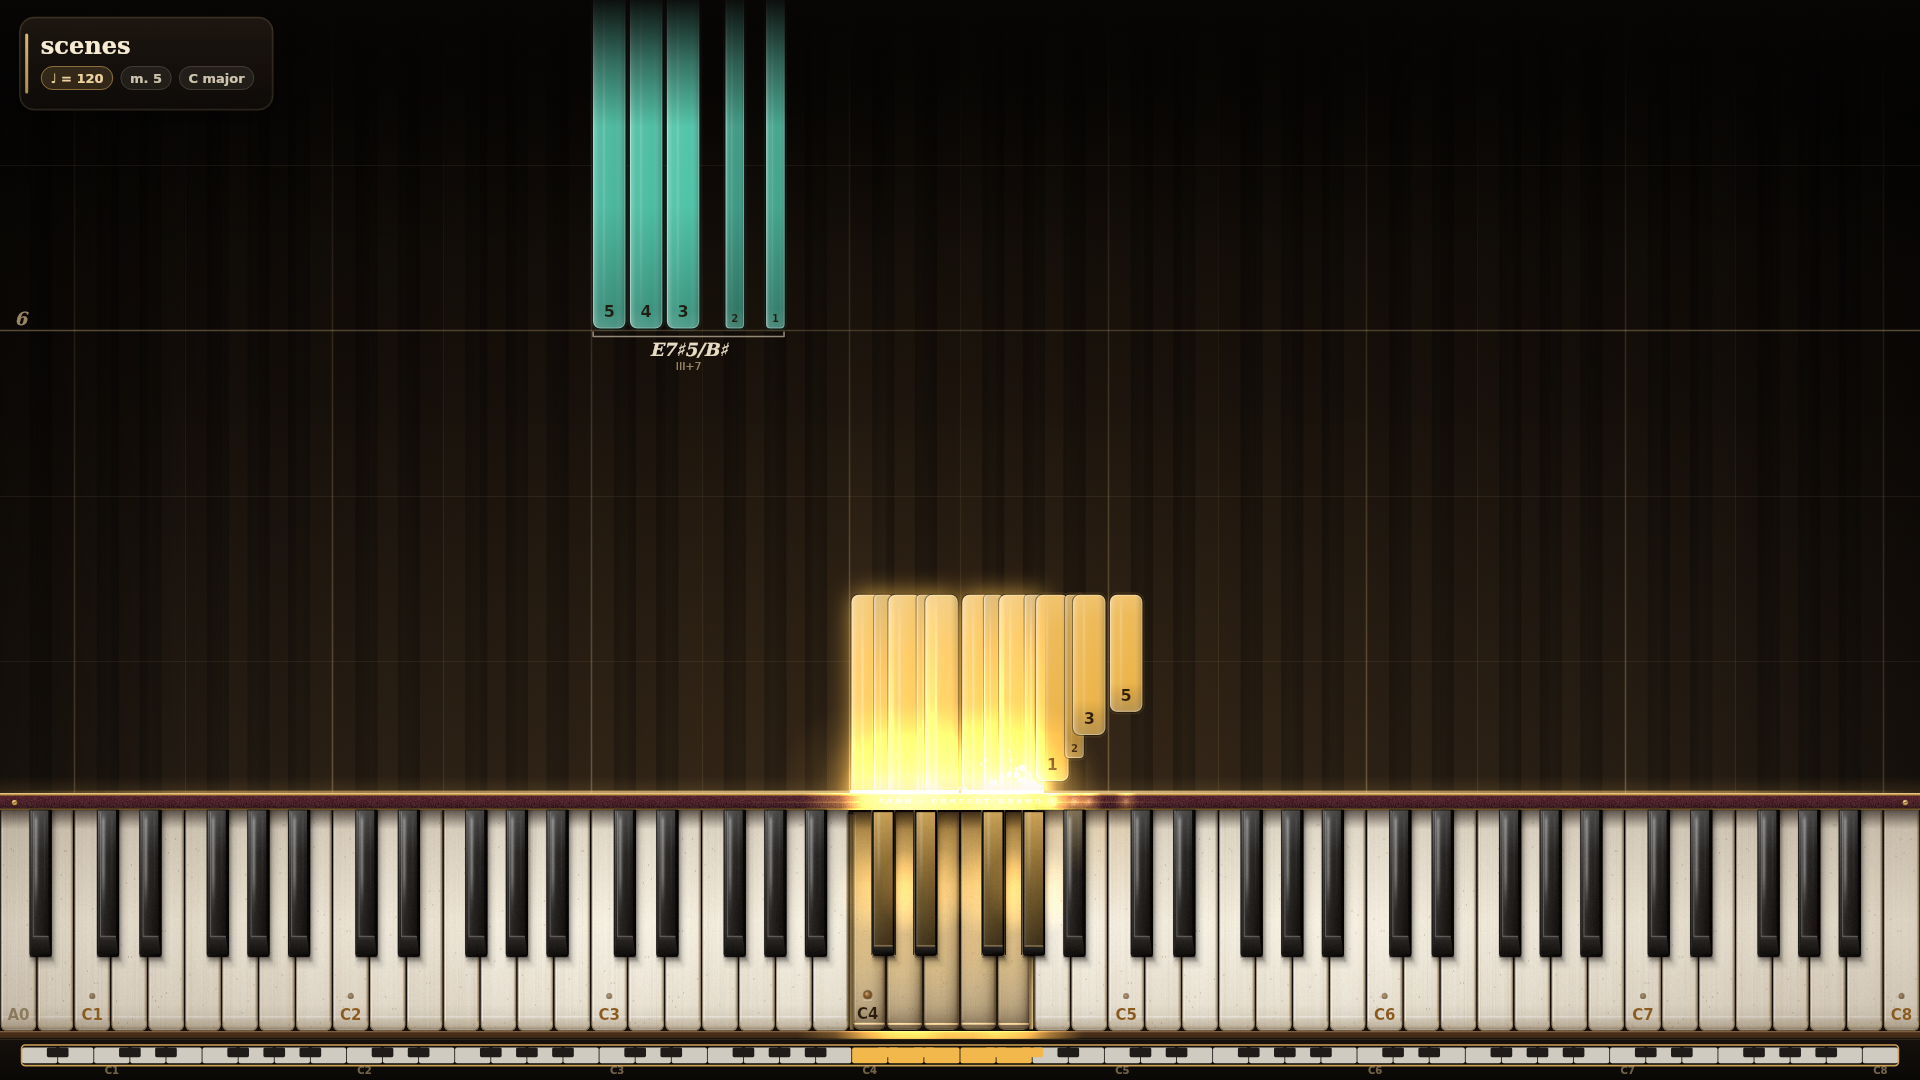 scenes
♩ = 120 m. 5 C major
6
5 4 3 2 1
E7♯5/B♯
III+7
5
3
2
1
A0 C1 C2 C3 C4 C5 C6 C7 C8
C1 C2 C3 C4 C5 C6 C7 C8